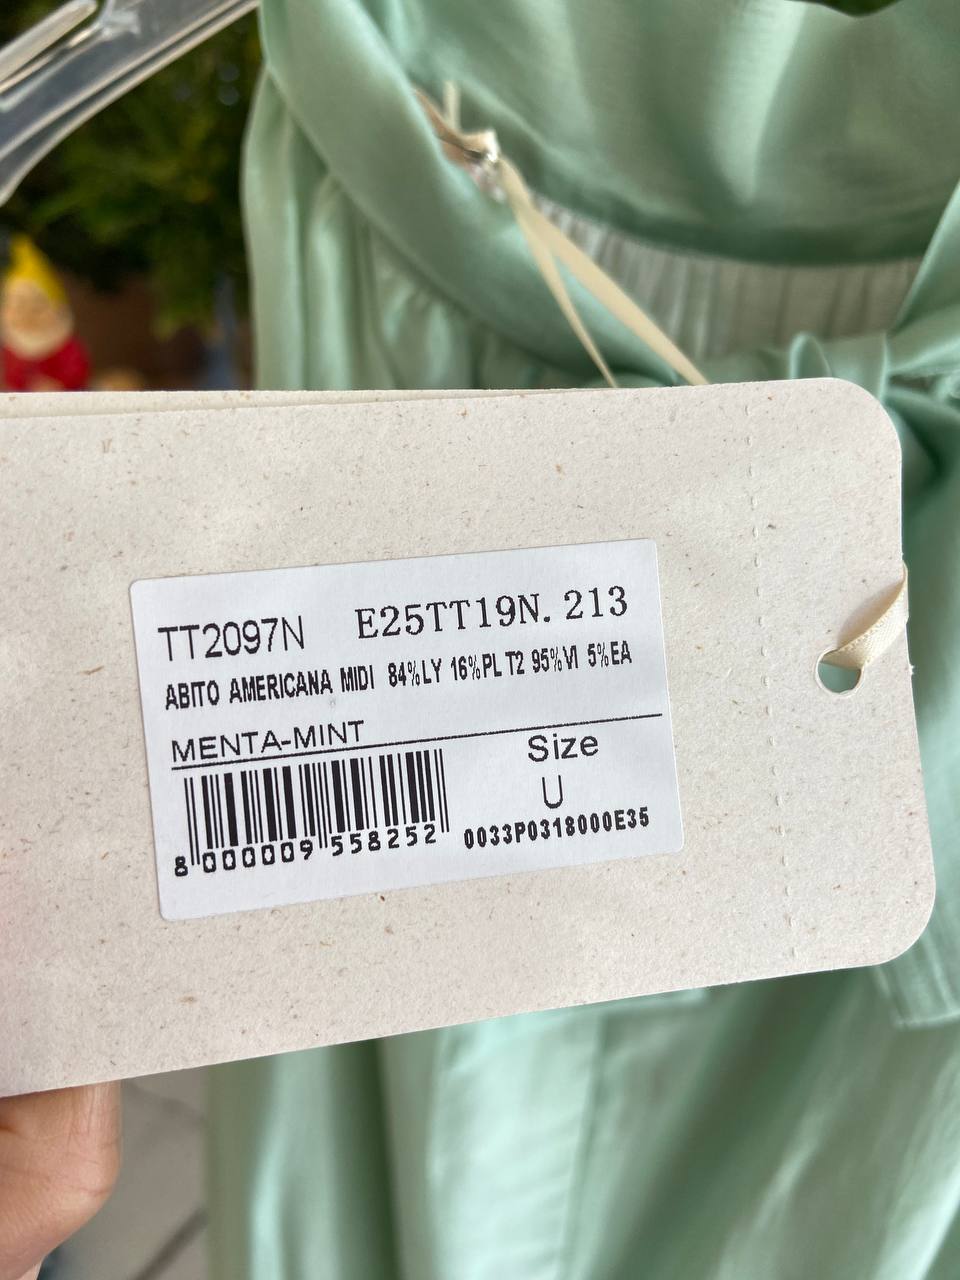 TT2097N E25TT19N. 213
ABITO AMERICANA MIDI 84%LY 16%PL T2 95%VI 5%EA
MENTA-MINT
Size
U
8 000009 558252
0033P0318000E35